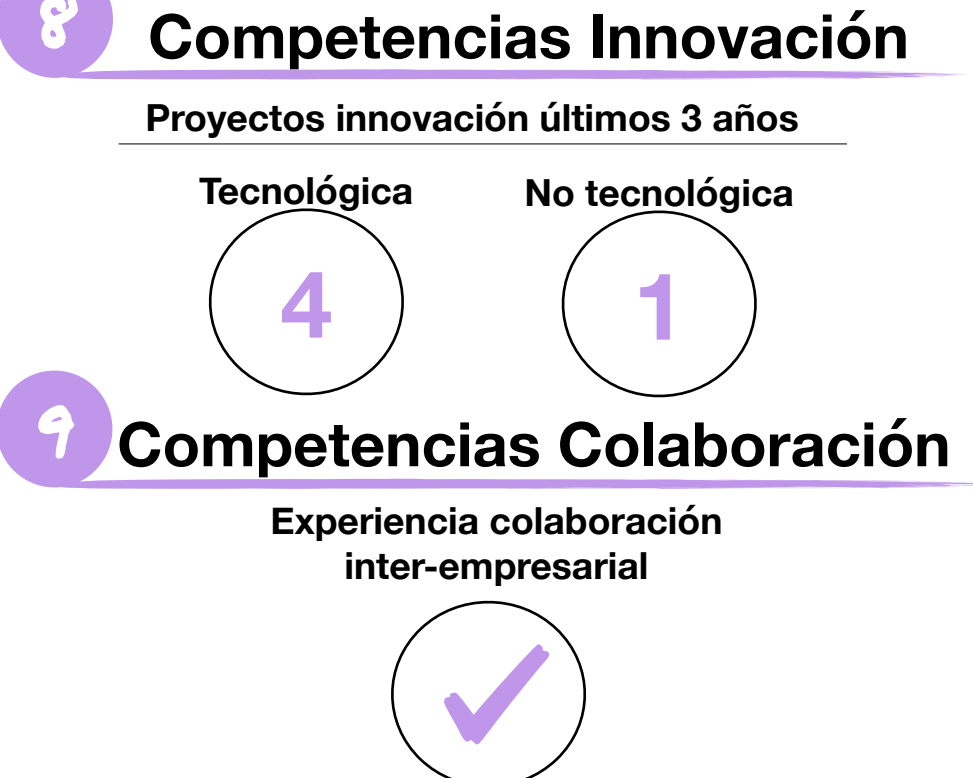 8
Competencias Innovación
Proyectos innovación últimos 3 años
Tecnológica
No tecnológica
4
1
9
Competencias Colaboración
Experiencia colaboración
inter-empresarial